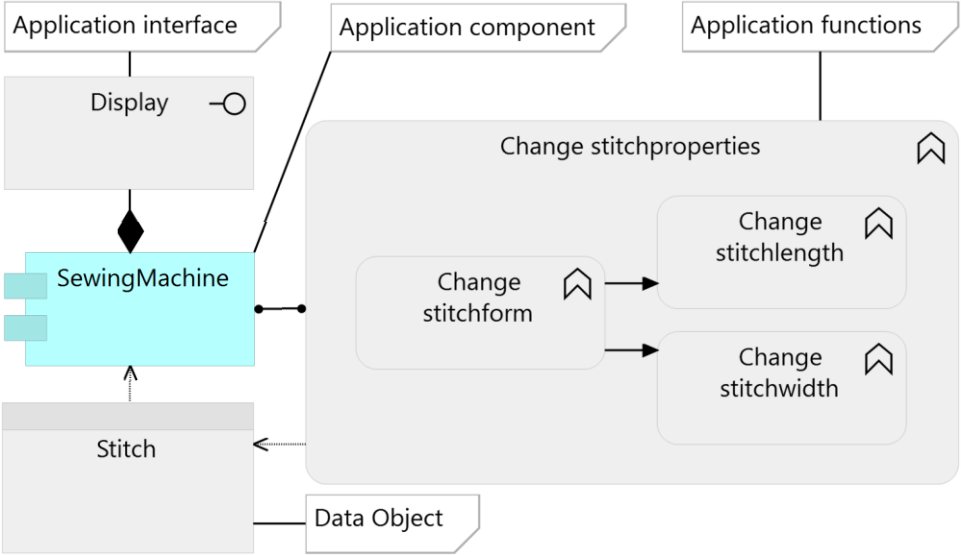 Application interface
Application component
Application functions
Display
Change stitchproperties
Change
stitchlength
SewingMachine
Change
stitchform
Change
stitchwidth
Stitch
Data Object